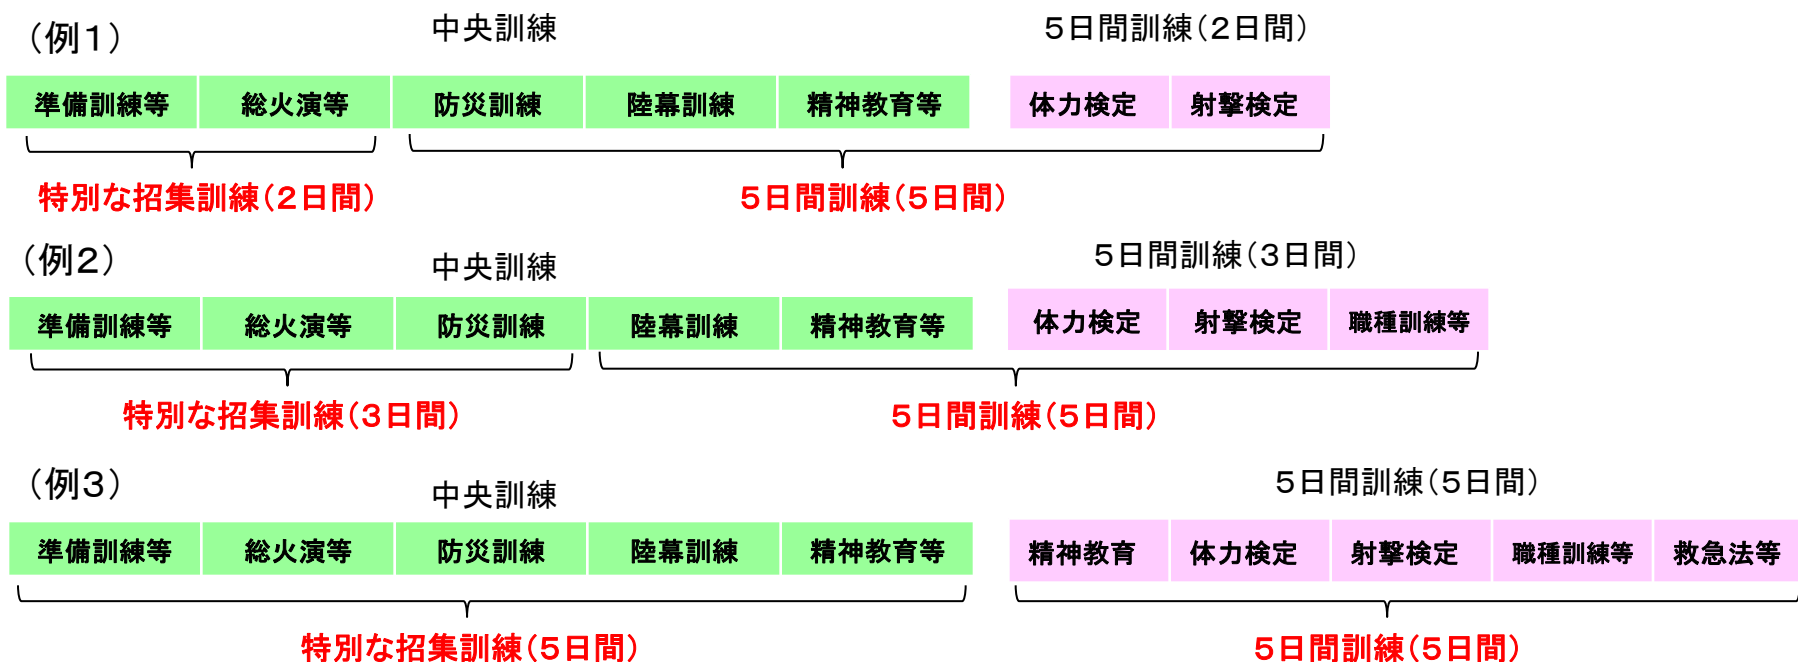 （例１） 中央訓練 ５日間訓練（２日間）
準備訓練等 総火演等 防災訓練 陸幕訓練 精神教育等 体力検定 射撃検定
特別な招集訓練（２日間） ５日間訓練（５日間）
（例２） 中央訓練 ５日間訓練（３日間）
準備訓練等 総火演等 防災訓練 陸幕訓練 精神教育等 体力検定 射撃検定 職種訓練等
特別な招集訓練（３日間） ５日間訓練（５日間）
（例３） 中央訓練 ５日間訓練（５日間）
準備訓練等 総火演等 防災訓練 陸幕訓練 精神教育等 精神教育 体力検定 射撃検定 職種訓練等 救急法等
特別な招集訓練（５日間） ５日間訓練（５日間）